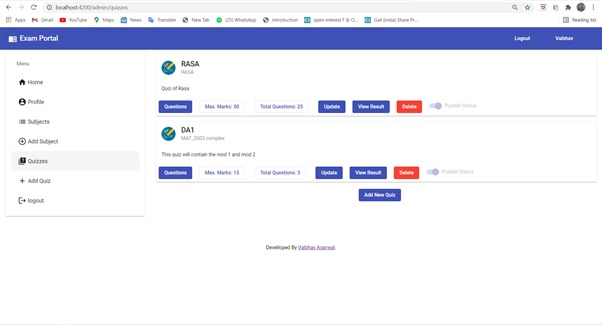 localhost:4200/admin/quizzes
Apps Gmail YouTube Maps News Translate New Tab (25) WhatsApp Introduction open interest F & O... Gail (India) Share Pr... Reading list
Exam Portal Logout Vaibhav
Menu
Home
Profile
Subjects
Add Subject
Quizzes
Add Quiz
logout
RASA
RASA
Quiz of Rasa
Questions Max. Marks: 50 Total Questions: 25 Update View Result Delete Publish Status
DA1
MAT_3003 complex
This quiz will contain the mod 1 and mod 2
Questions Max. Marks: 15 Total Questions: 3 Update View Result Delete Publish Status
Add New Quiz
Develloped By Vaibhav Agarwal.